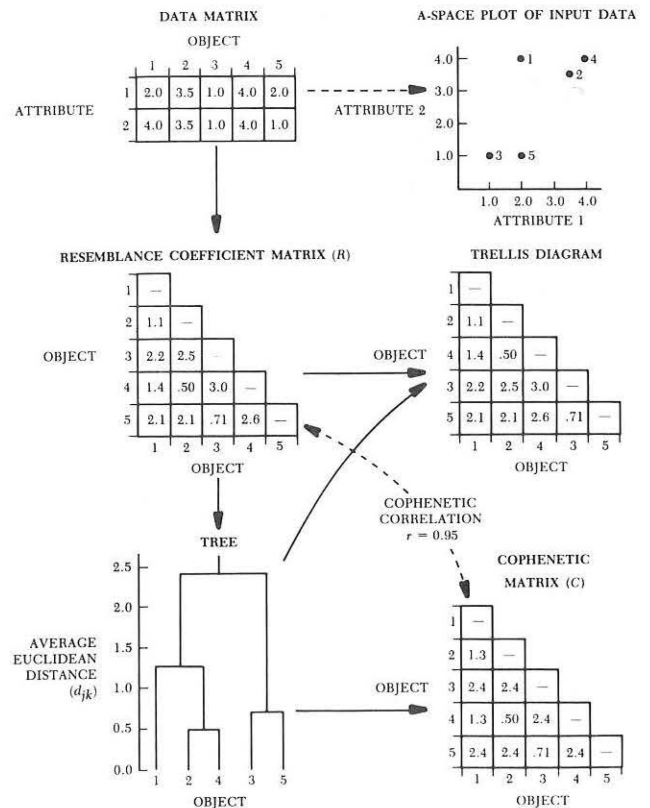 DATA MATRIX
OBJECT
1 2 3 4 5
ATTRIBUTE
1 2.0 3.5 1.0 4.0 2.0
2 4.0 3.5 1.0 4.0 1.0
A-SPACE PLOT OF INPUT DATA
ATTRIBUTE 2
4.0
3.0
2.0
1.0
1
4
2
3
5
1.0 2.0 3.0 4.0
ATTRIBUTE 1
RESEMBLANCE COEFFICIENT MATRIX (R)
OBJECT
1 —
2 1.1 —
3 2.2 2.5 —
4 1.4 .50 3.0 —
5 2.1 2.1 .71 2.6 —
1 2 3 4 5
OBJECT
TRELLIS DIAGRAM
OBJECT
1 —
2 1.1 —
4 1.4 .50 —
3 2.2 2.5 3.0 —
5 2.1 2.1 2.6 .71 —
1 2 4 3 5
OBJECT
COPHENETIC
CORRELATION
r = 0.95
TREE
AVERAGE
EUCLIDEAN
DISTANCE
(djk)
2.5
2.0
1.5
1.0
0.5
0.0
1 2 4 3 5
OBJECT
COPHENETIC
MATRIX (C)
OBJECT
1 —
2 1.3 —
3 2.4 2.4 —
4 1.3 .50 2.4 —
5 2.4 2.4 .71 2.4 —
1 2 3 4 5
OBJECT